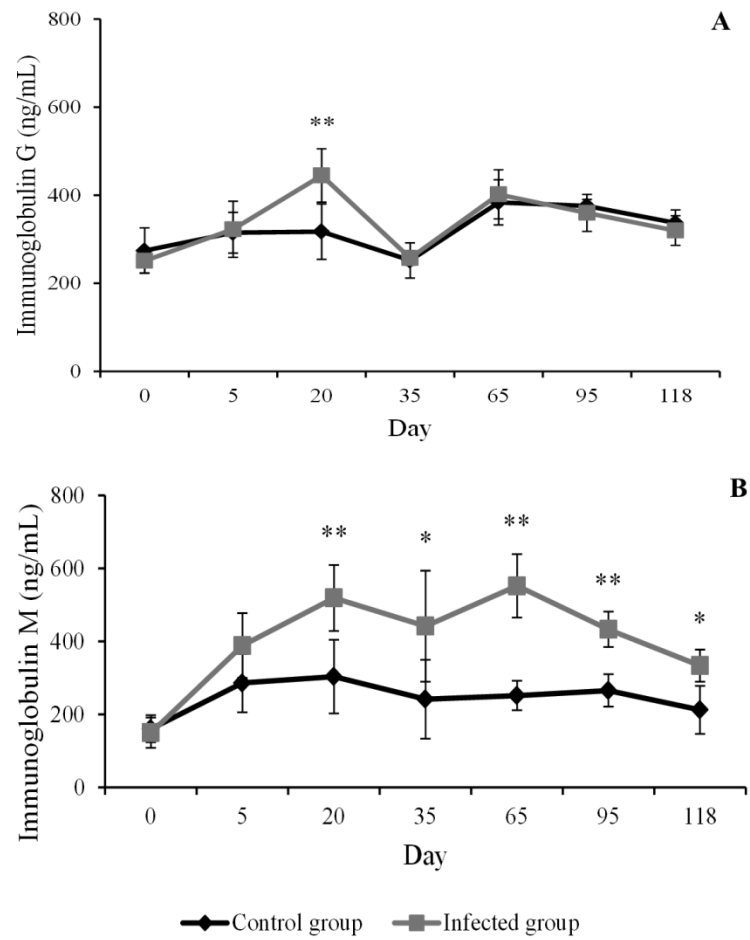 A
Immunoglobulin G (ng/mL)
800
600
400
200
0
**
0 5 20 35 65 95 118
Day
B
Immunoglobulin M (ng/mL)
800
600
400
200
0
** * ** ** *
0 5 20 35 65 95 118
Day
Control group Infected group